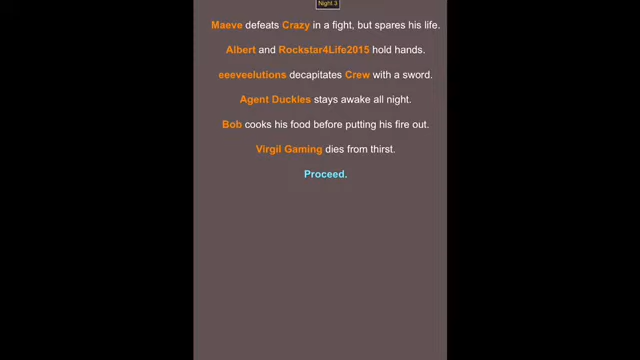 Night 3
Maeve defeats Crazy in a fight, but spares his life.
Albert and Rockstar4Life2015 hold hands.
eeeveelutions decapitates Crew with a sword.
Agent Duckles stays awake all night.
Bob cooks his food before putting his fire out.
Virgil Gaming dies from thirst.
Proceed.